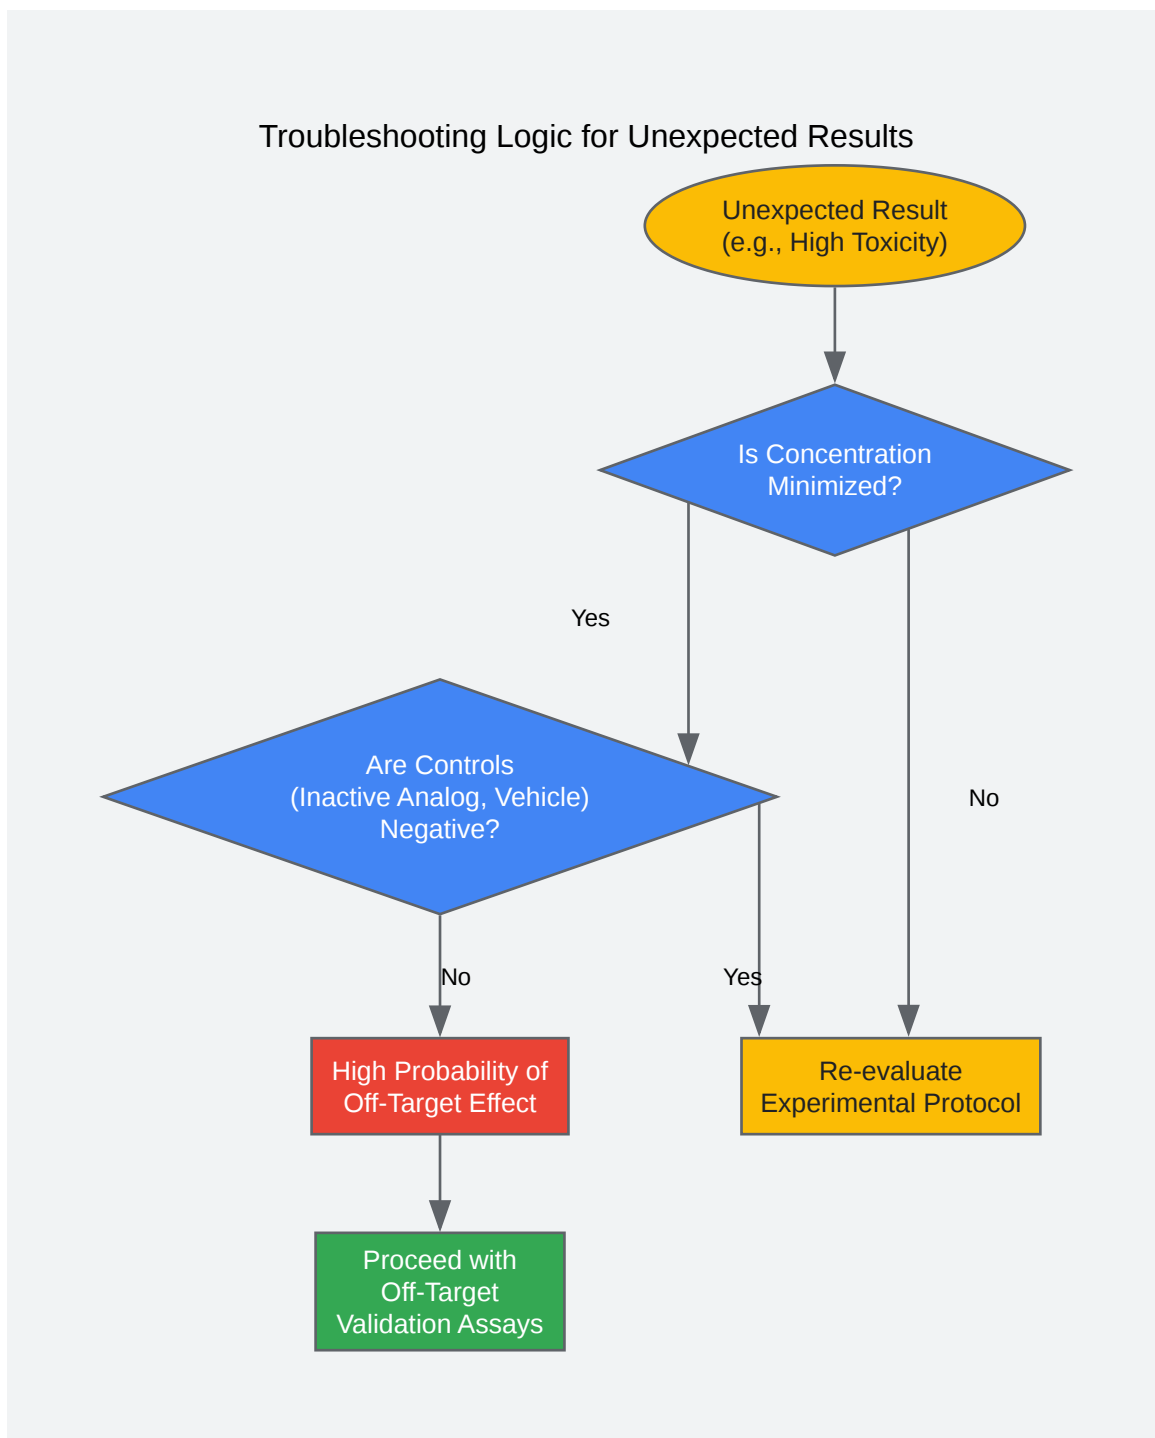 Troubleshooting Logic for Unexpected Results
Unexpected Result
(e.g., High Toxicity)
Is Concentration
Minimized?
Yes
Are Controls
(Inactive Analog, Vehicle)
Negative?
No
No
Yes
High Probability of
Off-Target Effect
Re-evaluate
Experimental Protocol
Proceed with
Off-Target
Validation Assays